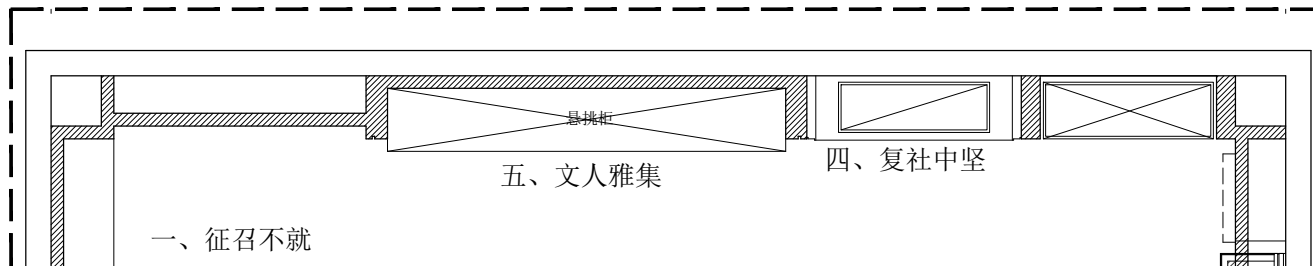 悬挑柜
五、文人雅集
四、复社中坚
一、征召不就